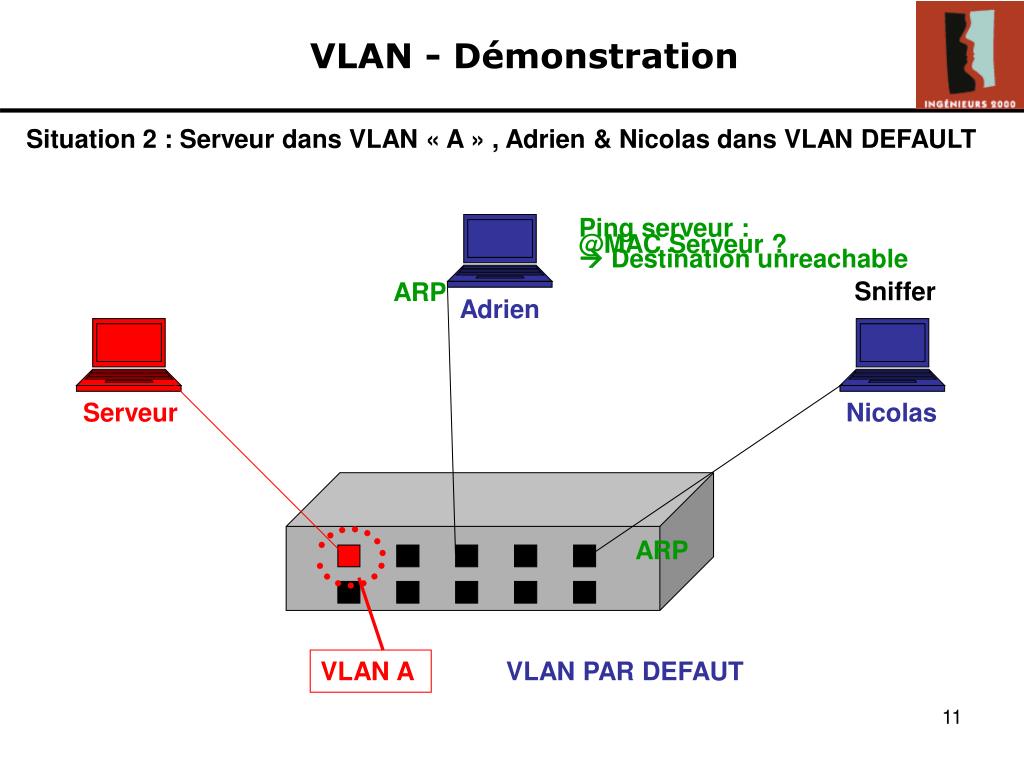 VLAN - Démonstration
INGÉNIEURS 2000
Situation 2 : Serveur dans VLAN « A » , Adrien & Nicolas dans VLAN DEFAULT
Ping serveur :
@MAC Serveur ?
→ Destination unreachable
ARP
Adrien
Sniffer
Serveur
Nicolas
ARP
VLAN A
VLAN PAR DEFAUT
11